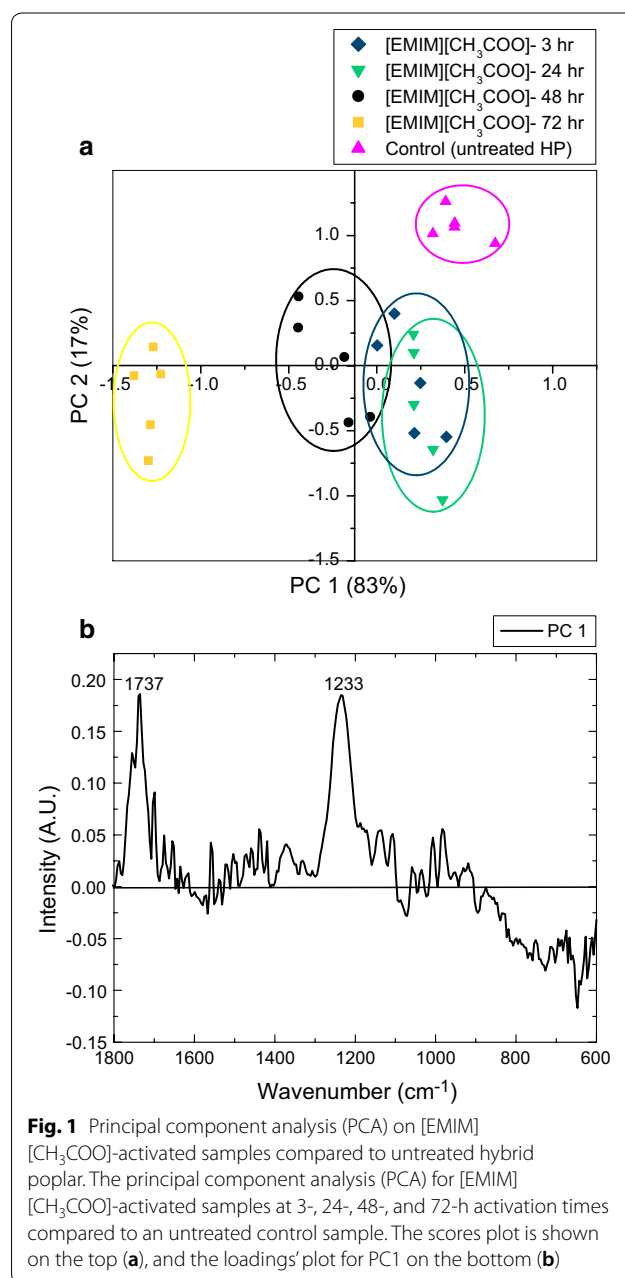 [EMIM][CH₃COO]- 3 hr
[EMIM][CH₃COO]- 24 hr
[EMIM][CH₃COO]- 48 hr
[EMIM][CH₃COO]- 72 hr
Control (untreated HP)
a
1.0
0.5
-1.5
-1.0
-0.5
0.0
0.0
0.5
1.0
-0.5
-1.0
-1.5
PC 2 (17%)
PC 1 (83%)
b
PC 1
1737
1233
0.20
0.15
0.10
0.05
0.00
-0.05
-0.10
-0.15
Intensity (A.U.)
1800 1600 1400 1200 1000 800 600
Wavenumber (cm⁻¹)
Fig. 1 Principal component analysis (PCA) on [EMIM]
[CH₃COO]-activated samples compared to untreated hybrid
poplar. The principal component analysis (PCA) for [EMIM]
[CH₃COO]-activated samples at 3-, 24-, 48-, and 72-h activation times
compared to an untreated control sample. The scores plot is shown
on the top (a), and the loadings' plot for PC1 on the bottom (b)